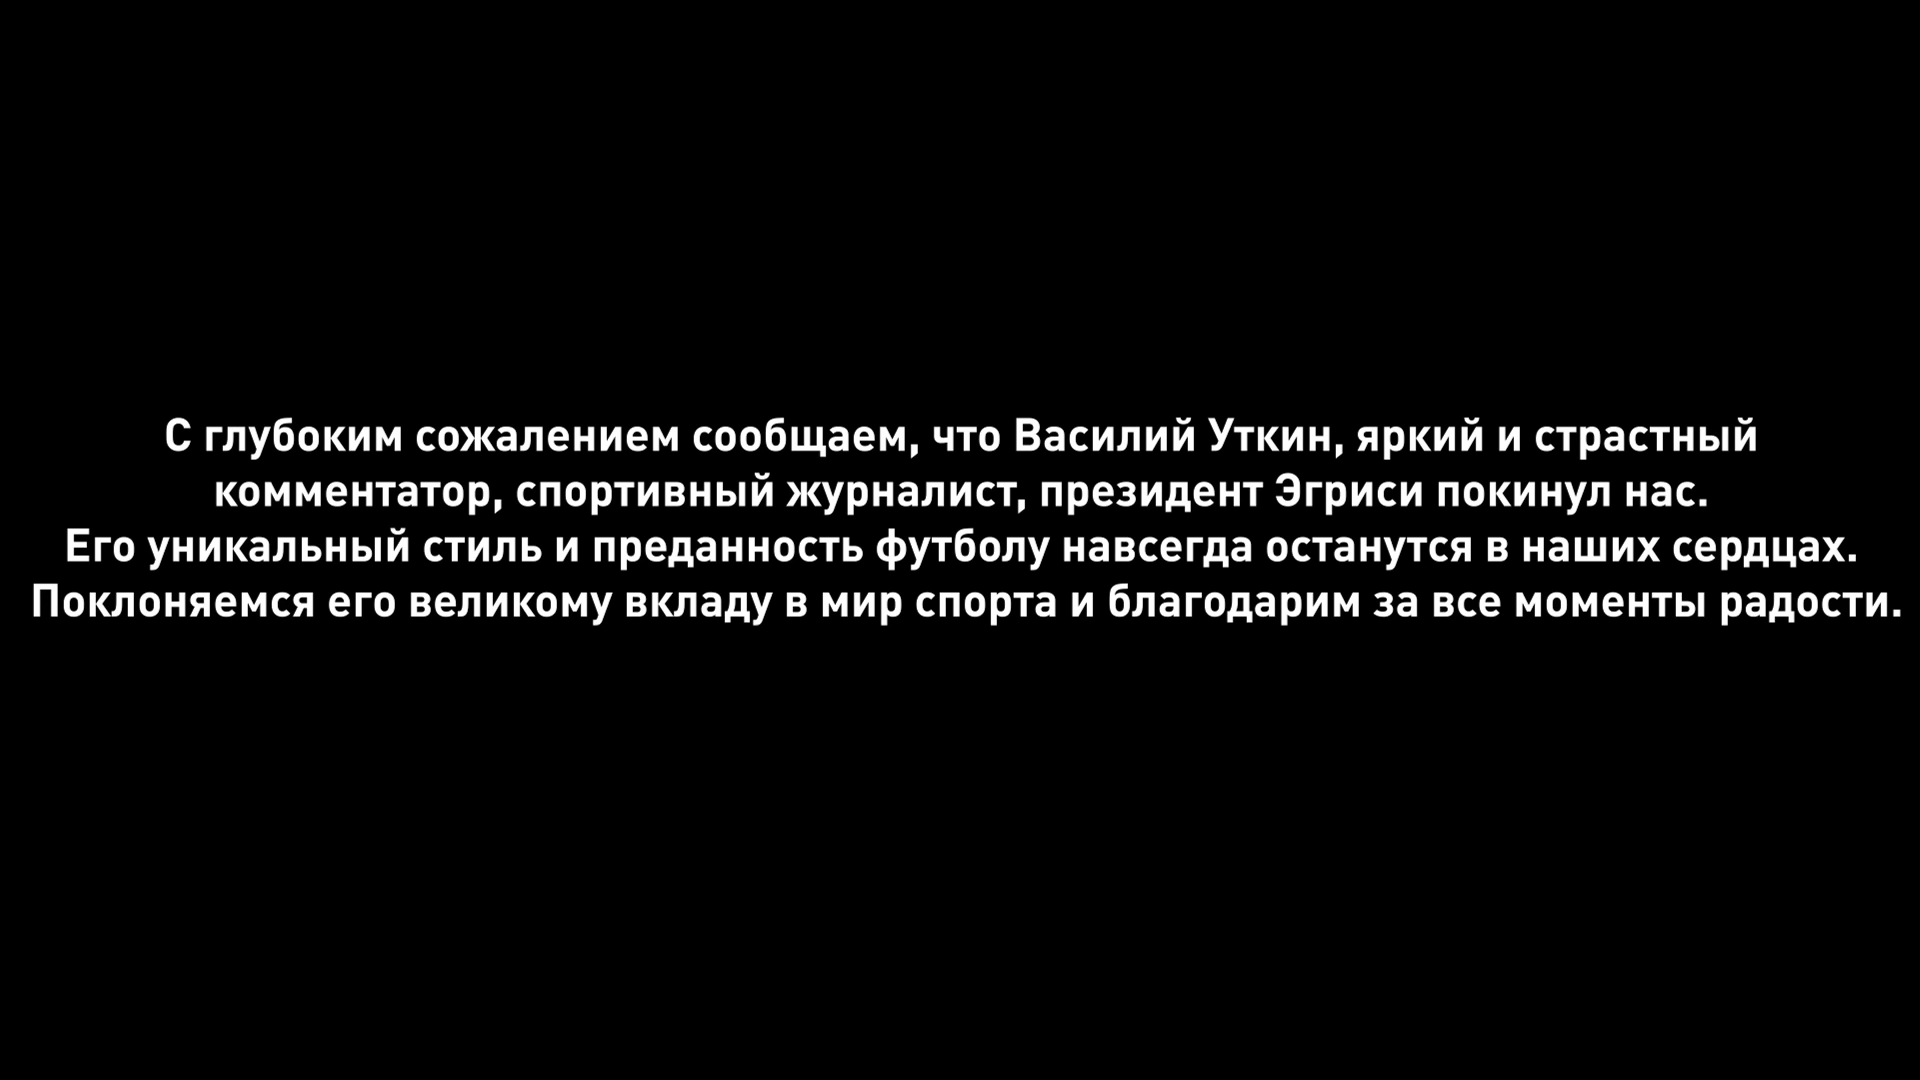 С глубоким сожалением сообщаем, что Василий Уткин, яркий и страстный
комментатор, спортивный журналист, президент Эгриси покинул нас.
Его уникальный стиль и преданность футболу навсегда останутся в наших сердцах.
Поклоняемся его великому вкладу в мир спорта и благодарим за все моменты радости.